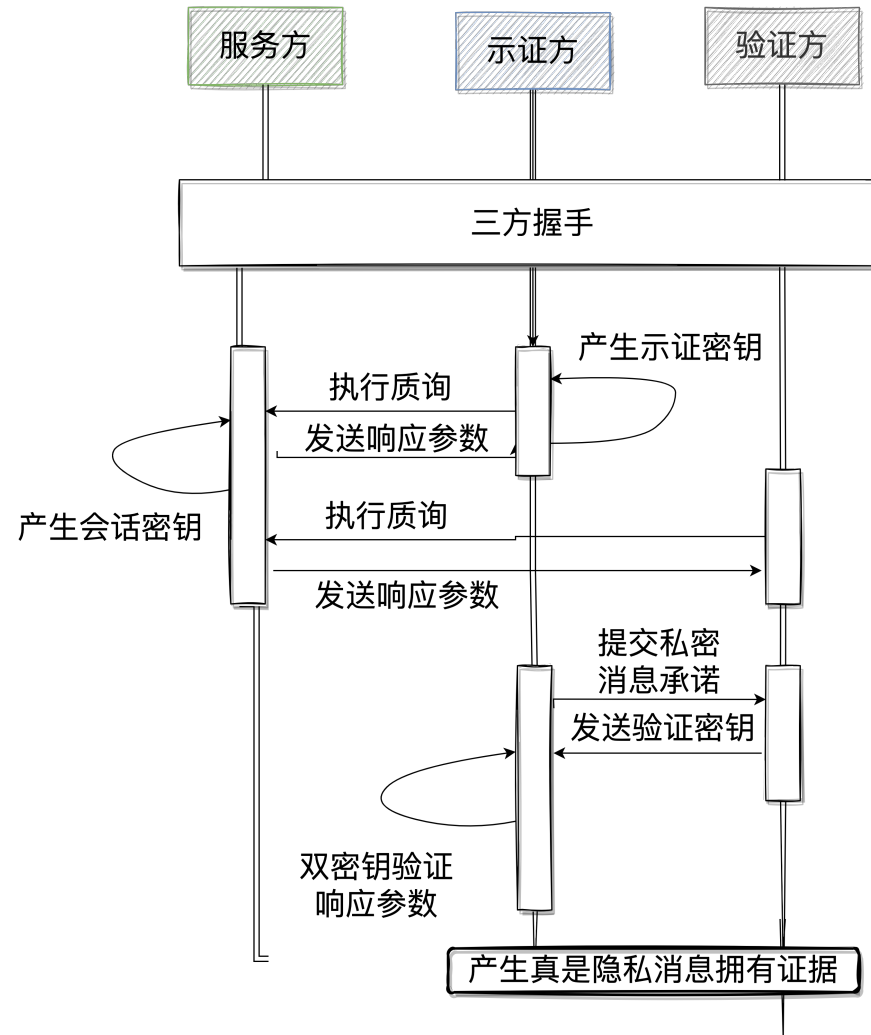 服务方
示证方
验证方
三方握手
产生示证密钥
执行质询
发送响应参数
产生会话密钥
执行质询
发送响应参数
提交私密
消息承诺
发送验证密钥
双密钥验证
响应参数
产生真是隐私消息拥有证据